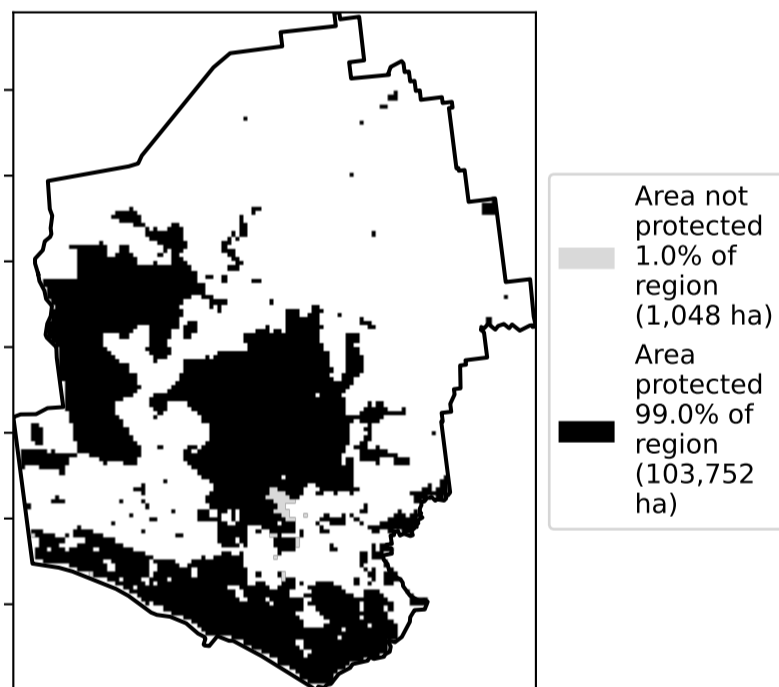 Area not
protected
1.0% of
region
(1,048 ha)
Area
protected
99.0% of
region
(103,752
ha)